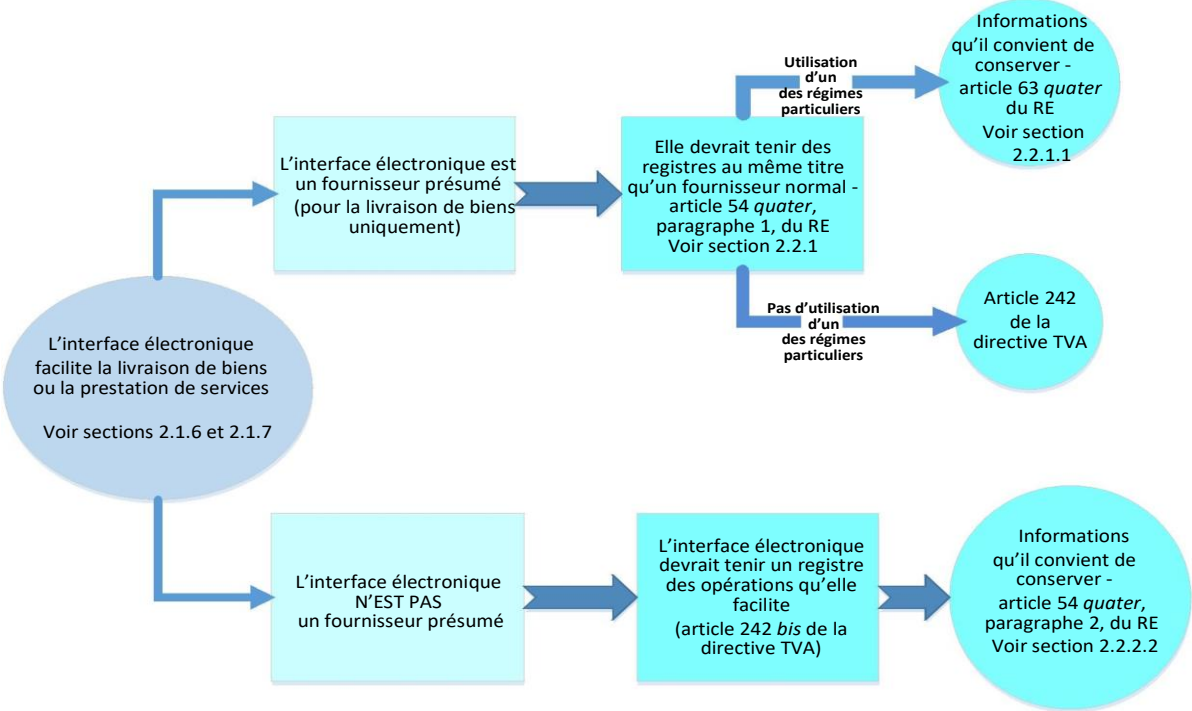 L’interface électronique
facilite la livraison de biens
ou la prestation de services
Voir sections 2.1.6 et 2.1.7
L’interface électronique est
un fournisseur présumé
(pour la livraison de biens
uniquement)
Elle devrait tenir des
registres au même titre
qu’un fournisseur normal -
article 54 quater,
paragraphe 1, du RE
Voir section 2.2.1
Utilisation
d’un
des régimes
particuliers
Informations
qu’il convient de
conserver -
article 63 quater
du RE
Voir section
2.2.1.1
Pas d’utilisation
d’un
des régimes
particuliers
Article 242
de la
directive TVA
L’interface électronique
N’EST PAS
un fournisseur présumé
L’interface électronique
devrait tenir un registre
des opérations qu’elle
facilite
(article 242 bis de la
directive TVA)
Informations
qu’il convient de
conserver -
article 54 quater,
paragraphe 2, du RE
Voir section 2.2.2.2